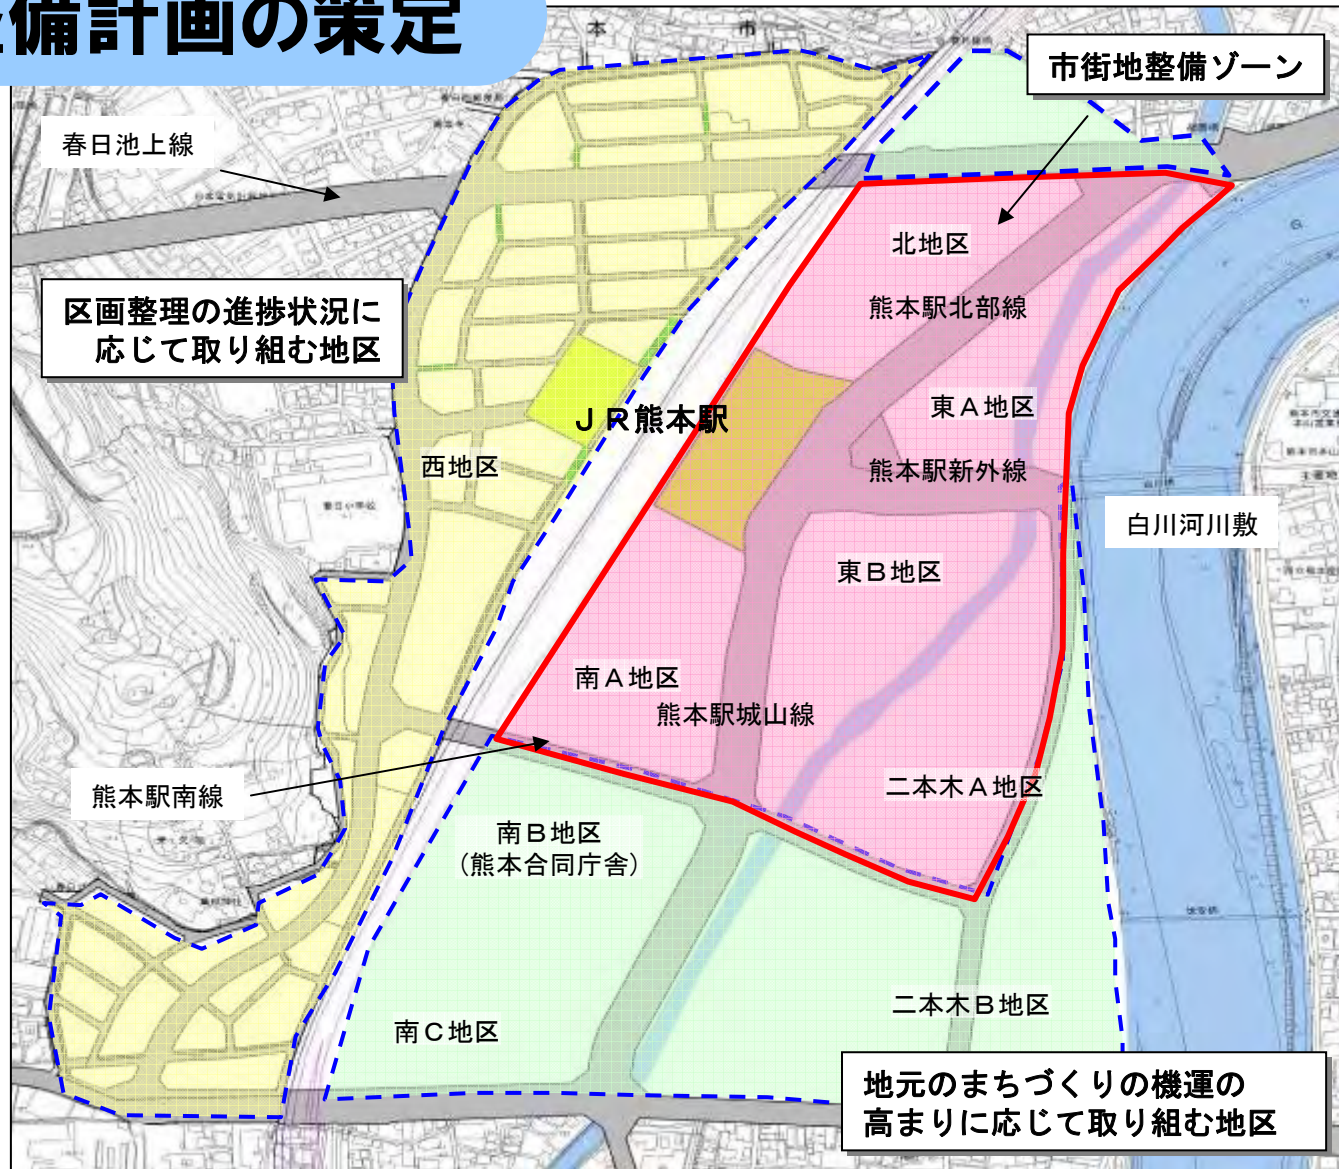 備計画の策定
本
市
市街地整備ゾーン
春日池上線
北地区
区画整理の進捗状況に
応じて取り組む地区
熊本駅北部線
東A地区
JR熊本駅
西地区
熊本駅新外線
白川河川敷
東B地区
南A地区
熊本駅城山線
熊本駅南線
二本木A地区
南B地区
(熊本合同庁舎)
二本木B地区
南C地区
地元のまちづくりの機運の
高まりに応じて取り組む地区